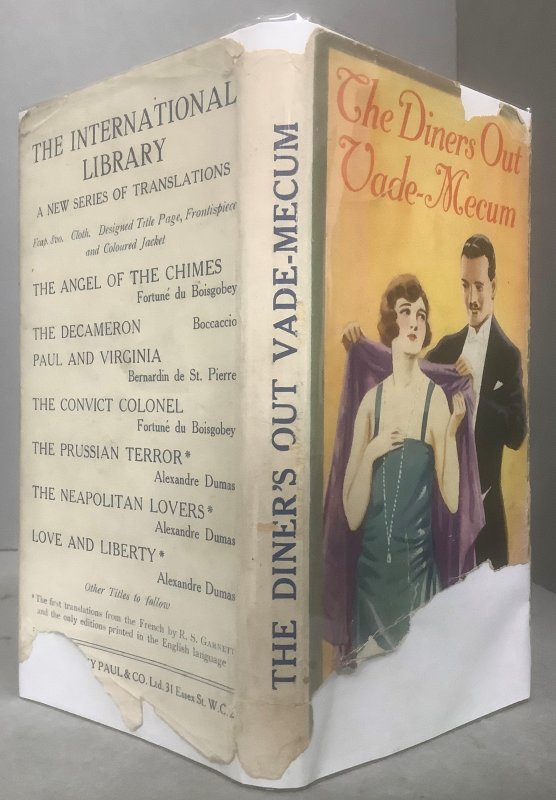 THE INTERNATIONAL
LIBRARY
A NEW SERIES OF TRANSLATIONS
Fcap. 8vo. Cloth. Designed Title Page, Frontispiece
and Coloured Jacket
THE ANGEL OF THE CHIMES
Fortuné du Boisgobey
THE DECAMERON Boccaccio
PAUL AND VIRGINIA
Bernardin de St. Pierre
THE CONVICT COLONEL
Fortuné du Boisgobey
THE PRUSSIAN TERROR*
Alexandre Dumas
THE NEAPOLITAN LOVERS*
Alexandre Dumas
LOVE AND LIBERTY*
Alexandre Dumas
Other Titles to follow
* The first translations from the French by R. S. GARNETT
and the only editions printed in the English language
Y PAUL & CO. Ltd. 31 Essex St. W.C. 2
THE DINER'S OUT VADE-MECUM
The Diners Out
Vade-Mecum